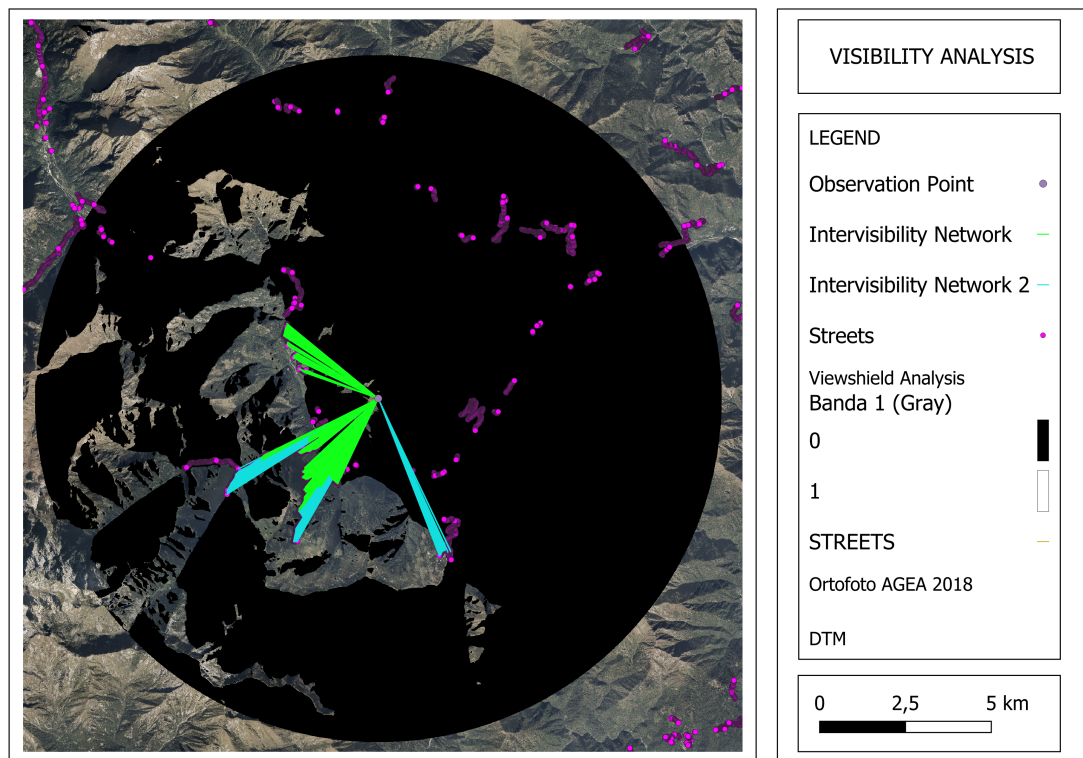 VISIBILITY ANALYSIS
LEGEND
Observation Point
Intervisibility Network
Intervisibility Network 2
Streets
Viewshield Analysis
Banda 1 (Gray)
0
1
STREETS
Ortofoto AGEA 2018
DTM
0 2,5 5 km